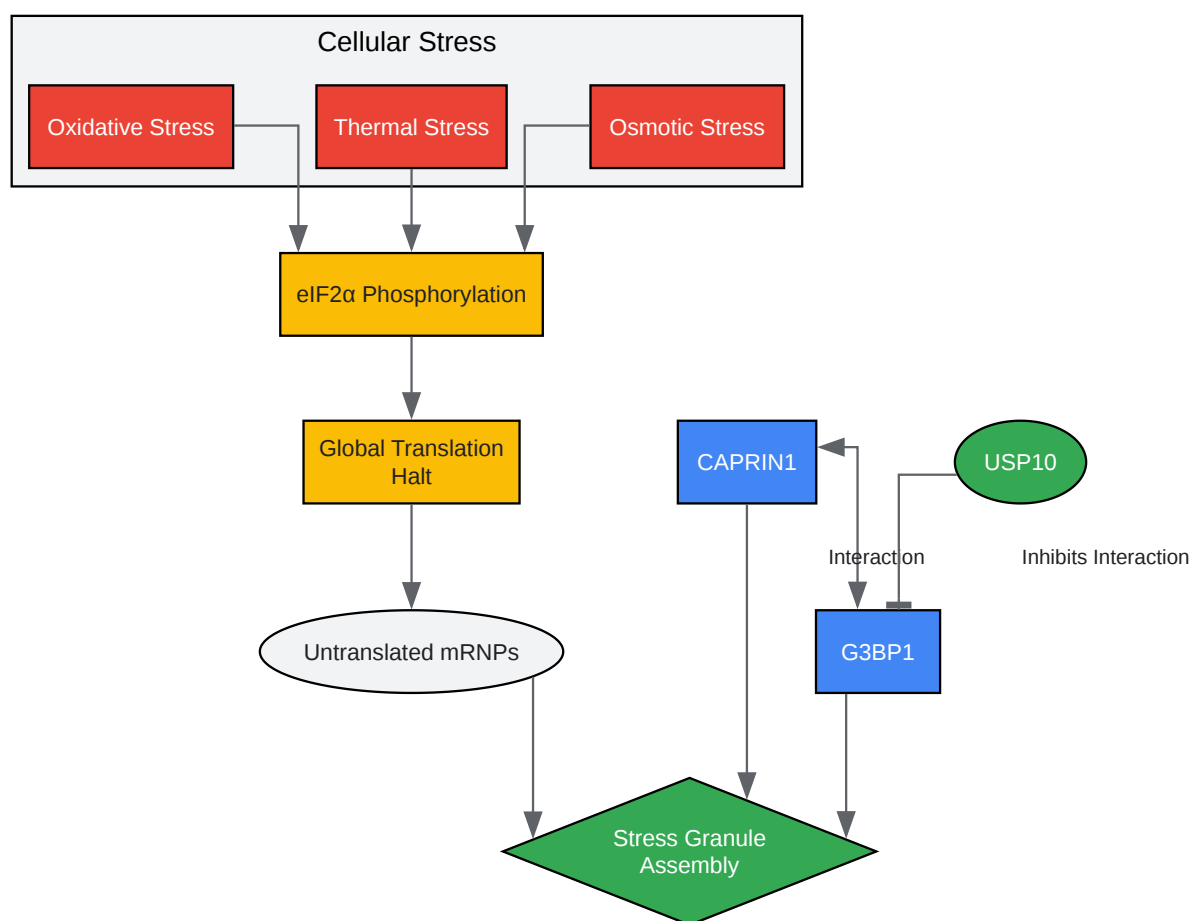 Cellular Stress
Oxidative Stress
Thermal Stress
Osmotic Stress
eIF2α Phosphorylation
Global Translation
Halt
CAPRIN1
USP10
Interaction
Inhibits Interaction
Untranslated mRNPs
G3BP1
Stress Granule
Assembly